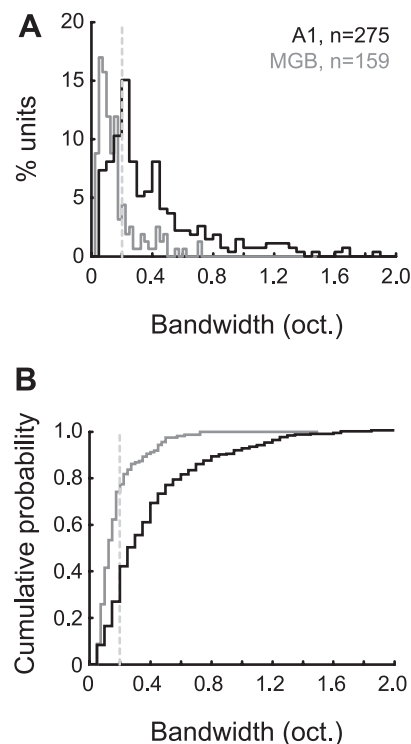 A
A1, n=275
MGB, n=159
% units
20
15
10
5
0
0 0.4 0.8 1.2 1.6 2.0
Bandwidth (oct.)
B
Cumulative probability
1.0
0.8
0.6
0.4
0.2
0
0 0.4 0.8 1.2 1.6 2.0
Bandwidth (oct.)